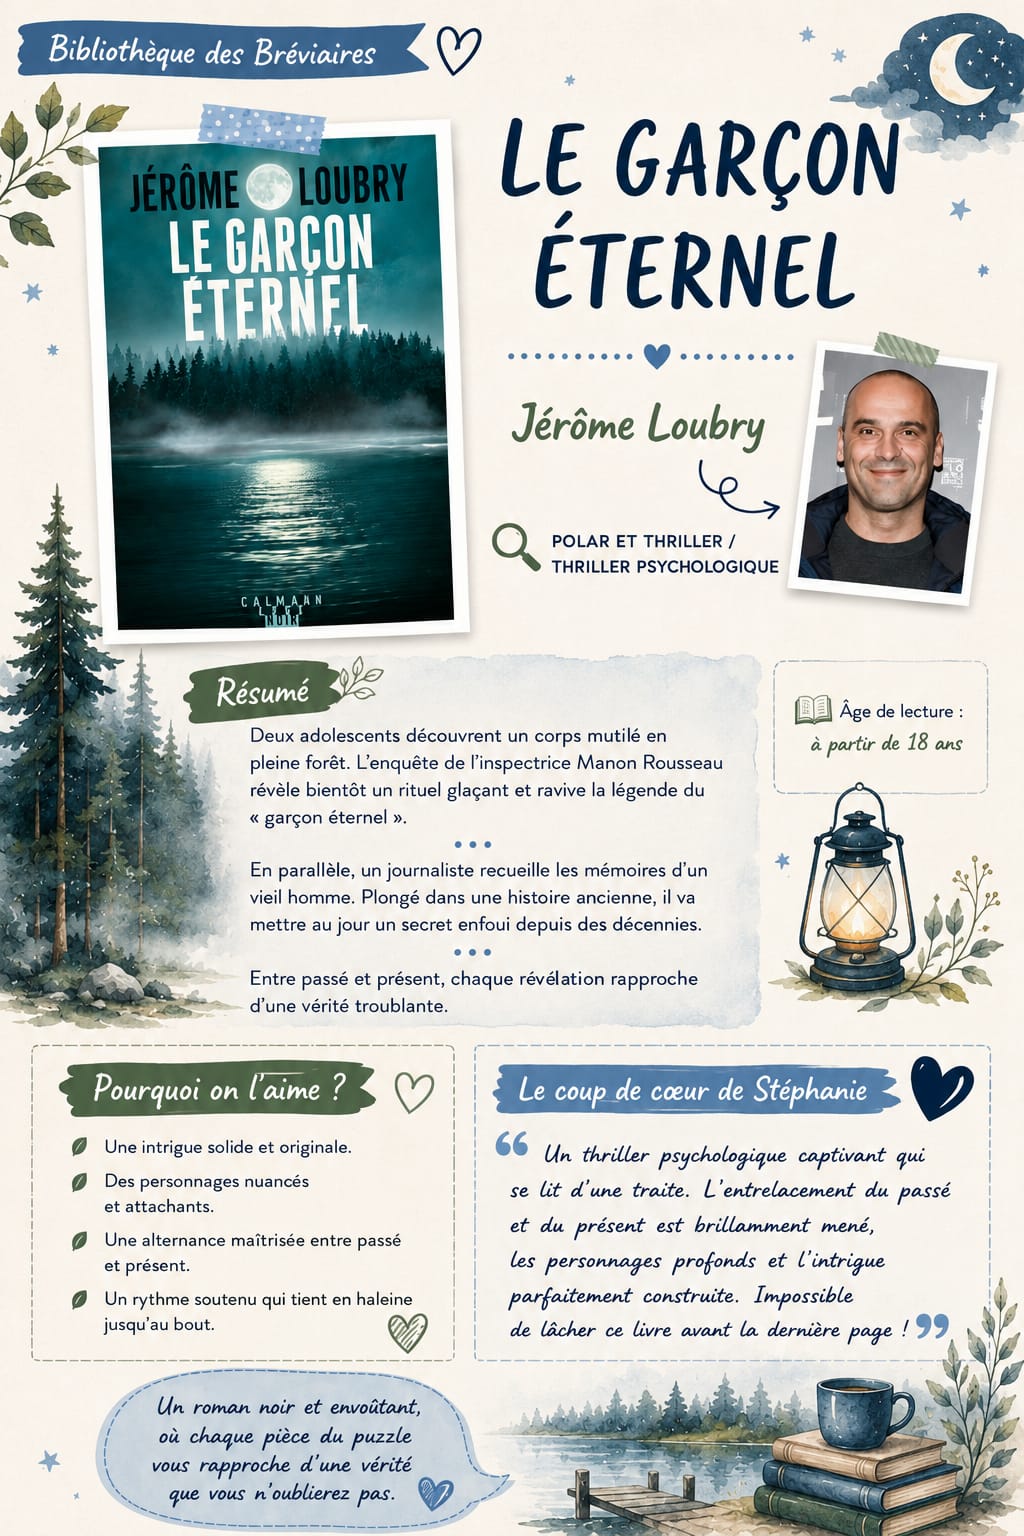 Bibliothèque des Bréviaires
JÉRÔME LOUBRY
LE GARÇON
ÉTERNEL
CALMANN
LEVI
NOIR
LE GARÇON
ÉTERNEL
Jérôme Loubry
POLAR ET THRILLER /
THRILLER PSYCHOLOGIQUE
Résumé
Deux adolescents découvrent un corps mutilé en
pleine forêt. L'enquête de l'inspectrice Manon Rousseau
révèle bientôt un rituel glaçant et ravive la légende du
« garçon éternel ».
En parallèle, un journaliste recueille les mémoires d'un
vieil homme. Plongé dans une histoire ancienne, il va
mettre au jour un secret enfoui depuis des décennies.
Entre passé et présent, chaque révélation rapproche
d'une vérité troublante.
Âge de lecture :
à partir de 18 ans
Pourquoi on l'aime ?
Une intrigue solide et originale.
Des personnages nuancés
et attachants.
Une alternance maîtrisée entre passé
et présent.
Un rythme soutenu qui tient en haleine
jusqu'au bout.
Le coup de cœur de Stéphanie
“ Un thriller psychologique captivant qui
se lit d'une traite. L'entrelacement du passé
et du présent est brillamment mené,
les personnages profonds et l'intrigue
parfaitement construite. Impossible
de lâcher ce livre avant la dernière page ! ”
Un roman noir et envoûtant,
où chaque pièce du puzzle
vous rapproche d'une vérité
que vous n'oublierez pas.